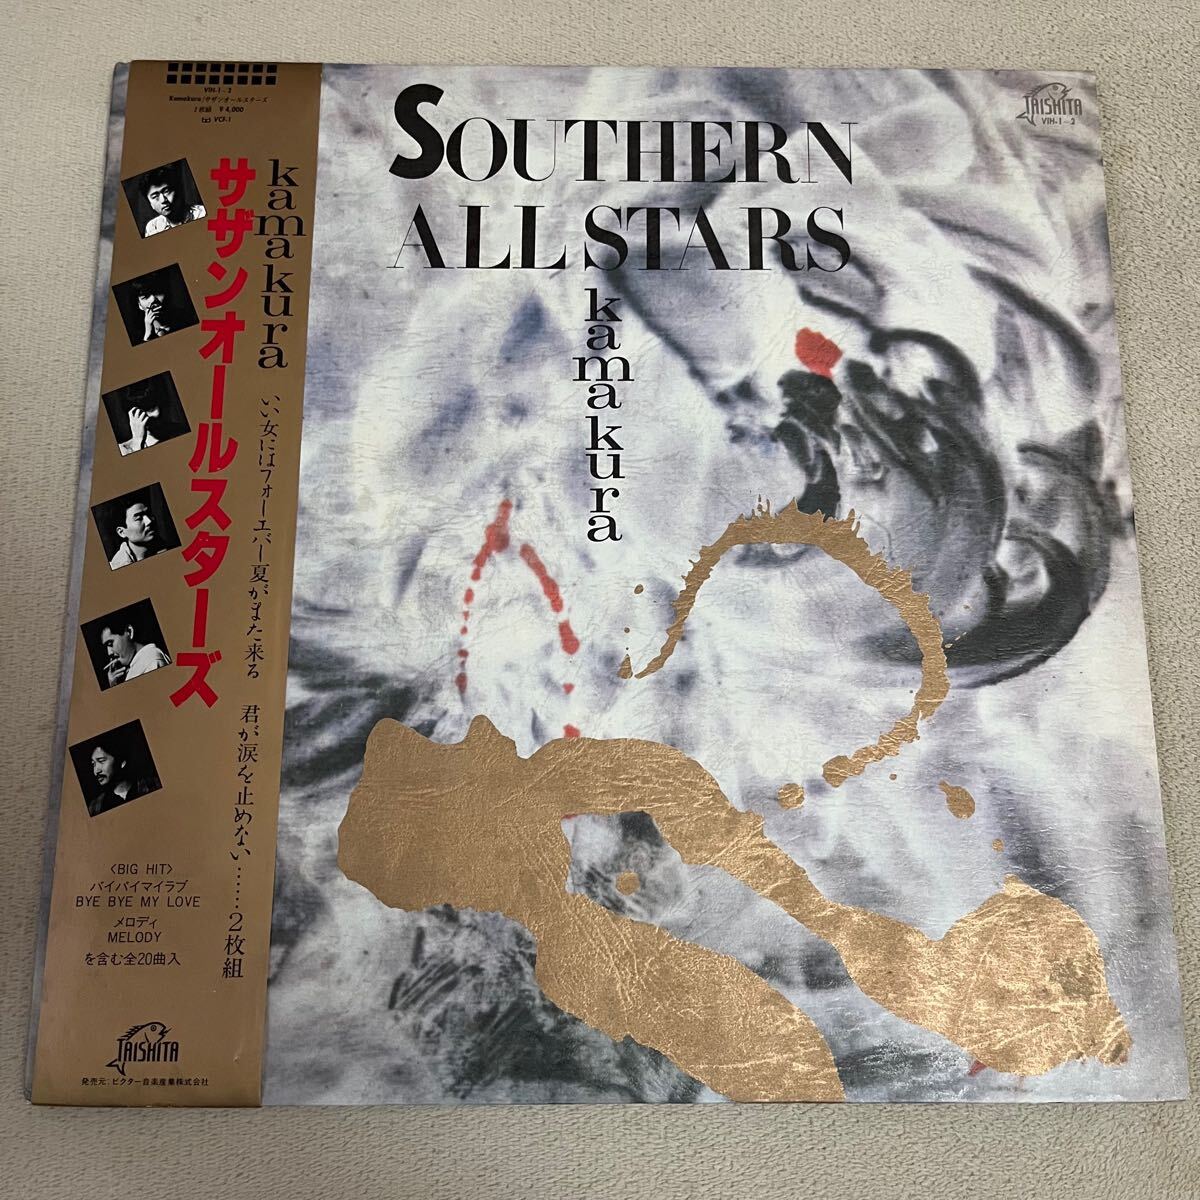 VIH-1~2
Kamakura/サザンオールスターズ
2枚組 ¥4,000
VCF-1
kamakura
サザンオールスターズ
いい女にはフォーエバー夏がまた来る 君が涙を止めない……2枚組
〈BIG HIT〉
バイバイマイラブ
BYE BYE MY LOVE
メロディ
MELODY
を含む全20曲入
TAISHITA
発売元:ビクター音楽産業株式会社
SOUTHERN
ALL STARS
kamakura
TAISHITA
VIH-1~2